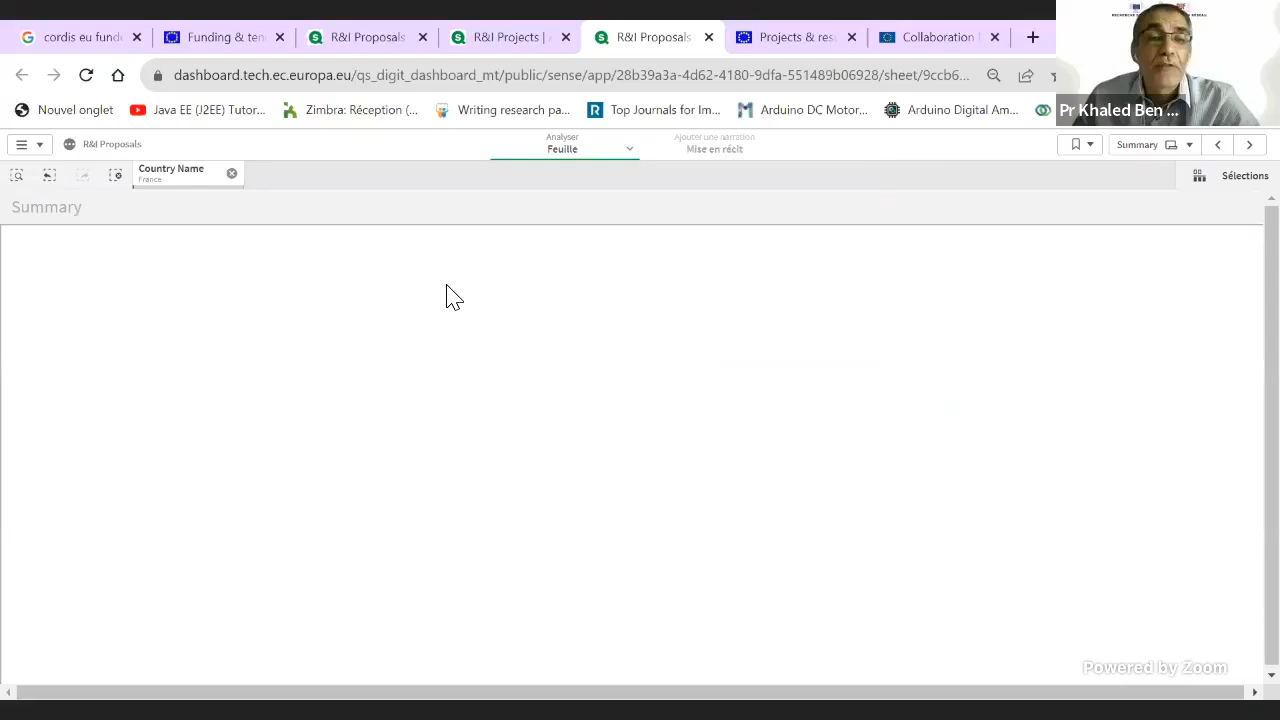 cordis eu fund
Funding & ten
R&I Proposals
R&I Projects | A
R&I Proposals
Projects & res
Collaboration
dashboard.tech.ec.europa.eu/qs_digit_dashboard_mt/public/sense/app/28b39a3a-4d62-4180-9dfa-551489b06928/sheet/9ccb6...
Nouvel onglet
Java EE (J2EE) Tutor...
Zimbra: Réception (...
Writing research pa...
Top Journals for Im...
Arduino DC Motor...
Arduino Digital Am...
Pr Khaled Ben ...
R&I Proposals
Analyser
Feuille
Ajouter une narration
Mise en récit
Summary
Country Name
France
Sélections
Summary
Powered by Zoom